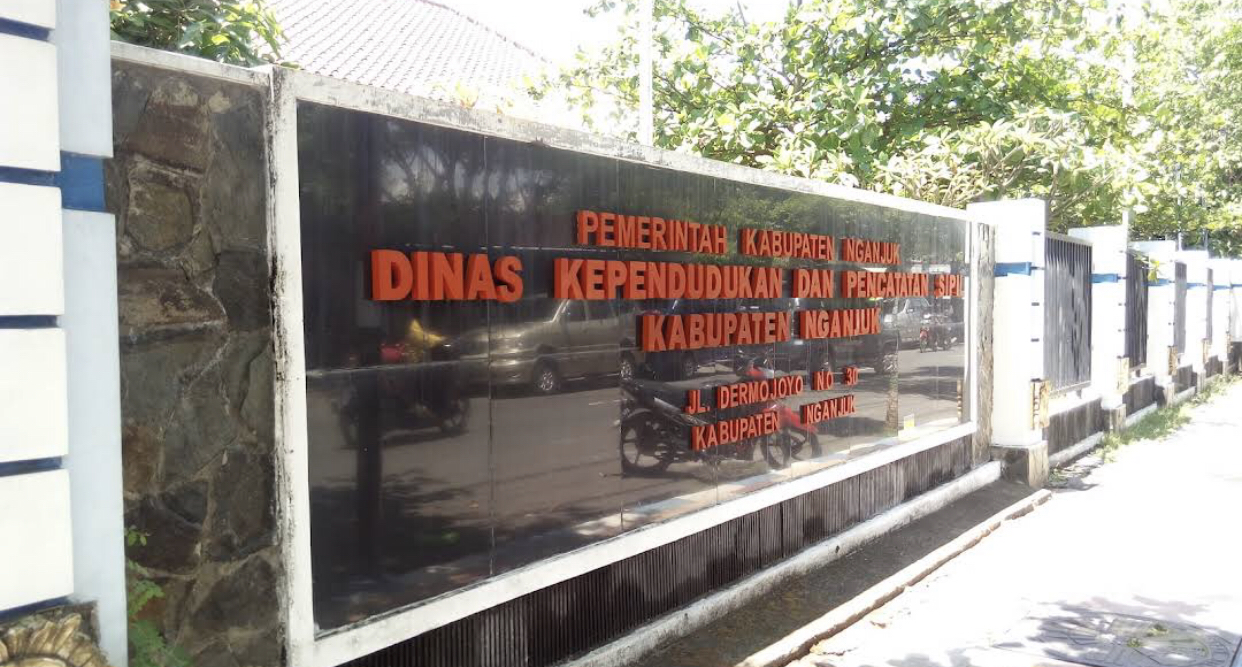 PEMERINTAH KABUPATEN NGANJUK
DINAS KEPENDUDUKAN DAN PENCATATAN SIPIL
KABUPATEN NGANJUK
JL. DERMOJOYO NO 30
KABUPATEN NGANJUK